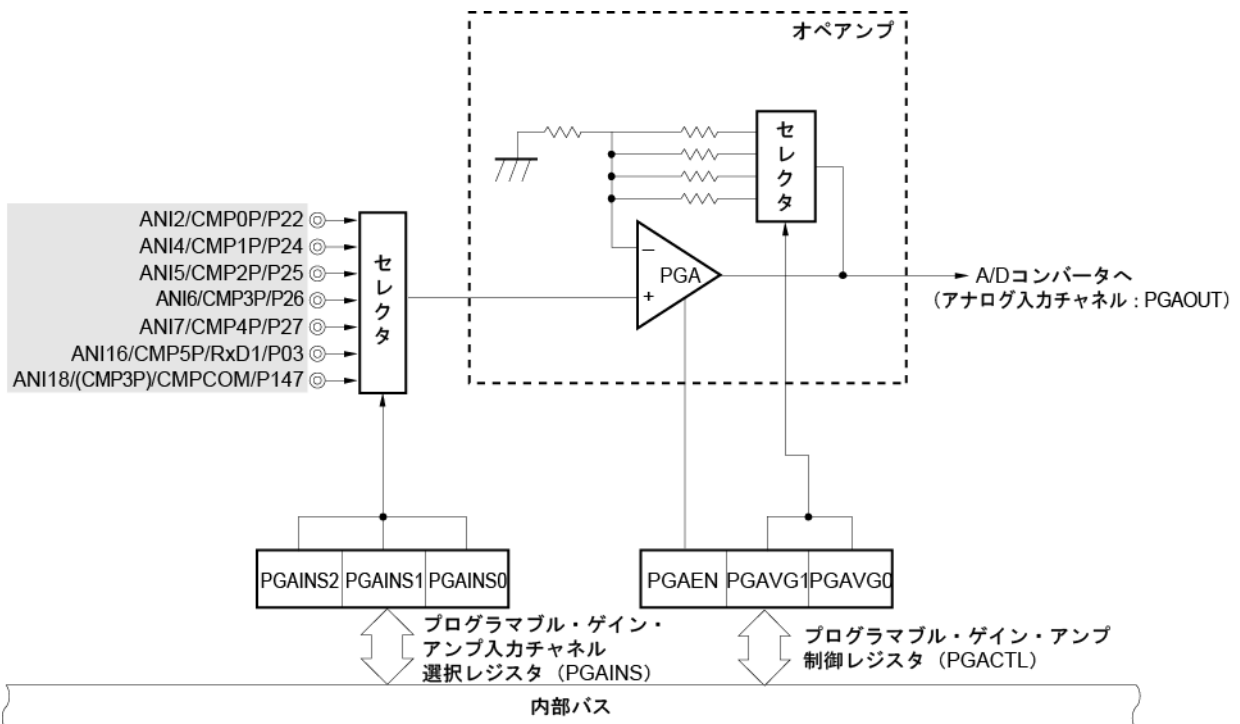 オペアンプ
セレクタ
ANI2/CMP0P/P22
ANI4/CMP1P/P24
ANI5/CMP2P/P25
ANI6/CMP3P/P26
ANI7/CMP4P/P27
ANI16/CMP5P/RxD1/P03
ANI18/(CMP3P)/CMPCOM/P147
セレクタ
−
PGA
+
A/Dコンバータへ
(アナログ入力チャネル : PGAOUT)
PGAINS2 PGAINS1 PGAINS0
PGAEN PGAVG1 PGAVG0
プログラマブル・ゲイン・
アンプ入力チャネル
選択レジスタ (PGAINS)
プログラマブル・ゲイン・アンプ
制御レジスタ (PGACTL)
内部バス